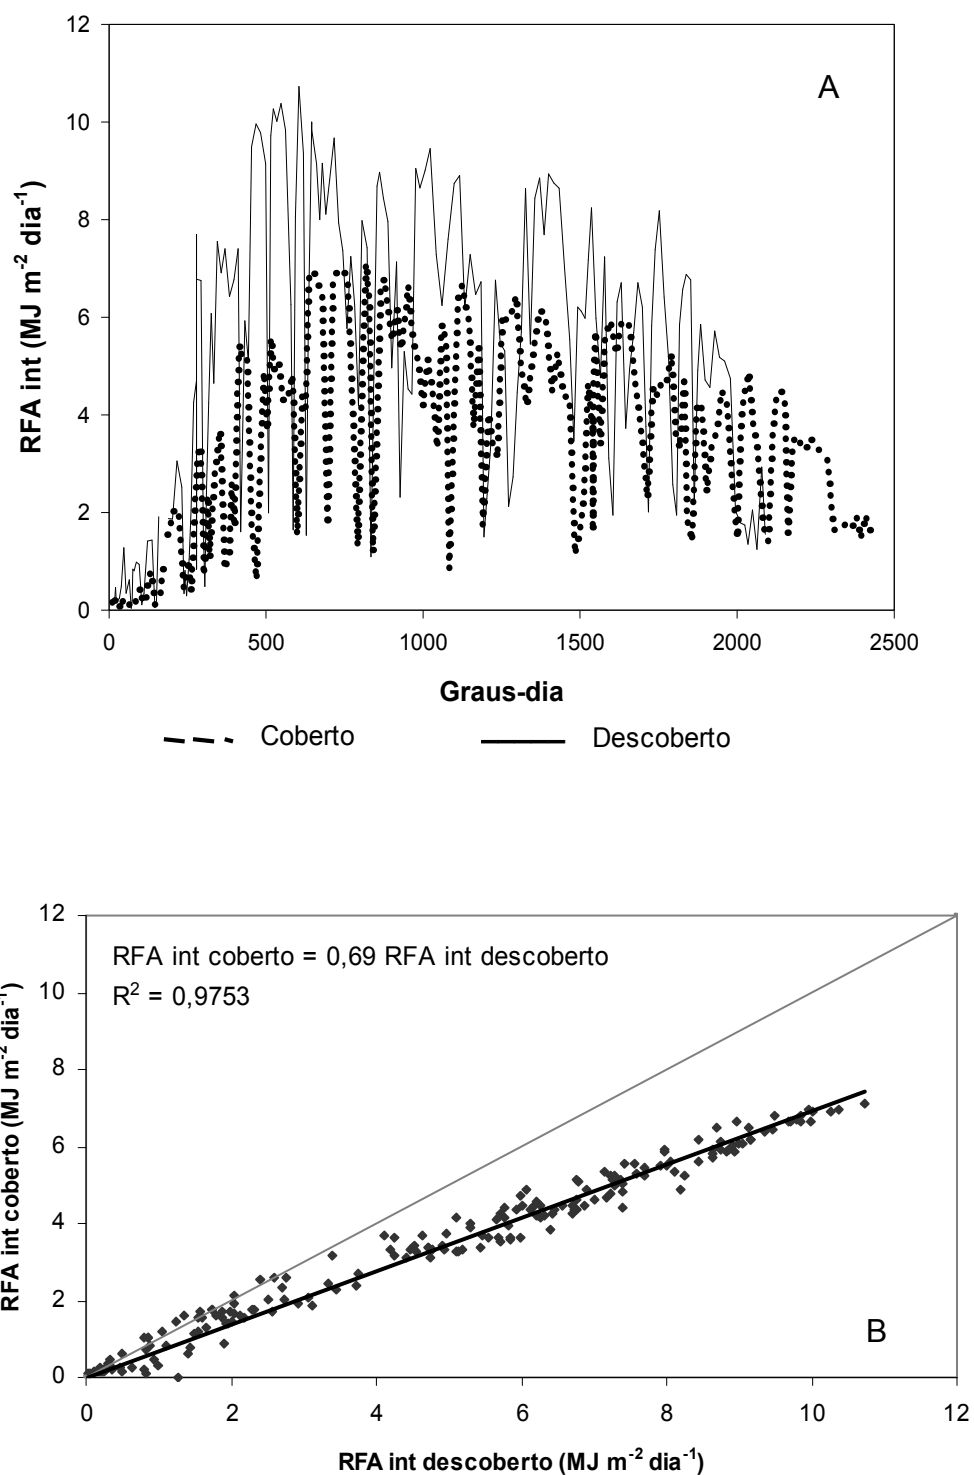 12
10
8
6
4
2
0
RFA int (MJ m⁻² dia⁻¹)
A
0 500 1000 1500 2000 2500
Graus-dia
Coberto Descoberto
12
10
8
6
4
2
0
RFA int coberto (MJ m⁻² dia⁻¹)
RFA int coberto = 0,69 RFA int descoberto
R² = 0,9753
B
0 2 4 6 8 10 12
RFA int descoberto (MJ m⁻² dia⁻¹)